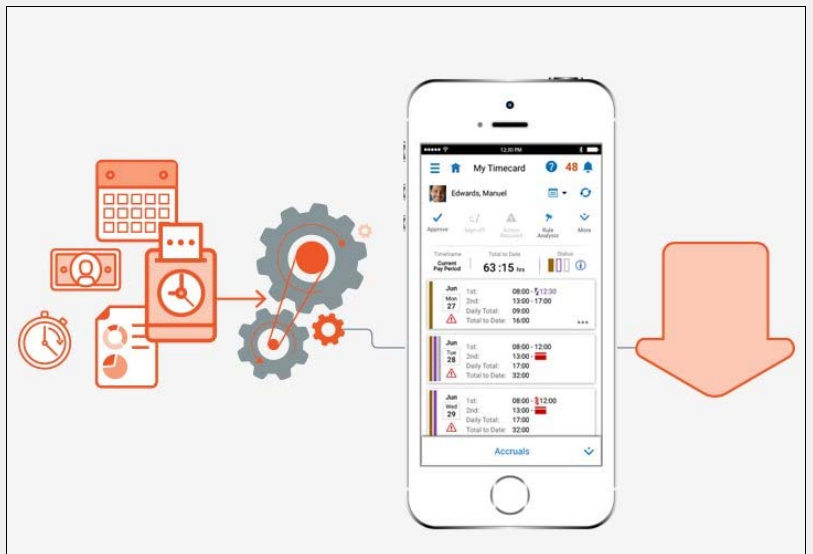 12:30 PM
My Timecard
? 48
Edwards, Manuel
Approve Sign-off Action Required Rule Analysis More
Timeframe Total to Date Status
Current Pay Period 63 :15 hrs
Jun
Mon
27
1st: 08:00 - 12:30
2nd: 13:00 - 17:00
Daily Total: 09:00
Total to Date: 16:00
Jun
Tue
28
1st: 08:00 - 12:00
2nd: 13:00 -
Daily Total: 17:00
Total to Date: 32:00
Jun
Wed
29
1st: 08:00 - 12:00
2nd: 13:00 -
Daily Total: 17:00
Total to Date: 32:00
Accruals